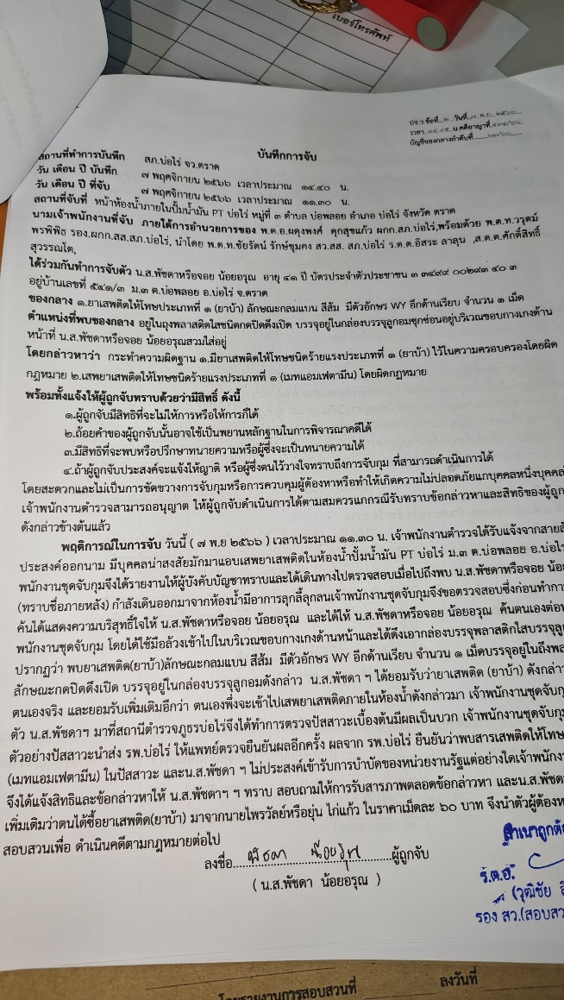 เบอร์โทรศัพท์
ปจ.ว.ข้อที่ ๒ วันที่ ๗ พ.ย. ๒๕๖๖
เวลา ๑๔.๔๕ น.คดีอาญาที่
บัญชีของกลางลำดับที่
บันทึกการจับ
สถานที่ทำการบันทึก สภ.บ่อไร่ จว.ตราด
วัน เดือน ปี บันทึก ๗ พฤศจิกายน ๒๕๖๖ เวลาประมาณ ๑๔.๔๐ น.
วัน เดือน ปี ที่จับ ๗ พฤศจิกายน ๒๕๖๖ เวลาประมาณ ๑๑.๓๐ น.
สถานที่จับที่ หน้าห้องน้ำภายในปั้มน้ำมัน PT บ่อไร่ หมู่ที่ ๓ ตำบล บ่อพลอย อำเภอ บ่อไร่ จังหวัด ตราด
นามเจ้าพนักงานที่จับ ภายใต้การอำนวยการของ พ.ต.อ.ผดุงพงศ์ ดุกสุขแก้ว ผกก.สภ.บ่อไร่,พร้อมด้วย พ.ต.ท.วรุตม์
พรพิพิธ รอง.ผกก.สส.สภ.บ่อไร่, นำโดย พ.ต.ท.ชัยรัตน์ รักษ์ชุมคง สว.สส. สภ.บ่อไร่ ร.ต.ต.อิสระ ลาลุน ,ส.ต.ต.ศักดิ์สิทธิ์
สุวรรณโต,
ได้ร่วมกันทำการจับตัว น.ส.พัชดาหรือจอย น้อยอรุณ อายุ ๔๑ ปี บัตรประจำตัวประชาชน ๓ ๓๔๙๙ ๐๐๒๙๓ ๔๐ ๓
อยู่บ้านเลขที่ ๕๔๑/๓ ม.๓ ต.บ่อพลอย อ.บ่อไร่ จ.ตราด
ของกลาง ๑.ยาเสพติดให้โทษประเภทที่ ๑ (ยาบ้า) ลักษณะกลมแบน สีส้ม มีตัวอักษร WY อีกด้านเรียบ จำนวน ๑ เม็ด
ตำแหน่งที่พบของกลาง อยู่ในถุงพลาสติกใสชนิดกดปิดดึงเปิด บรรจุอยู่ในกล่องบรรจุลูกอมซุกซ่อนอยู่บริเวณขอบกางเกงด้าน
หน้าที่ น.ส.พัชดาหรือจอย น้อยอรุณสวมใส่อยู่
โดยกล่าวหาว่า กระทำความผิดฐาน ๑.มียาเสพติดให้โทษชนิดร้ายแรงประเภทที่ ๑ (ยาบ้า) ไว้ในความครอบครองโดยผิด
กฎหมาย ๒.เสพยาเสพติดให้โทษชนิดร้ายแรงประเภทที่ ๑ (เมทแอมเฟตามีน) โดยผิดกฎหมาย
พร้อมทั้งแจ้งให้ผู้ถูกจับทราบด้วยว่ามีสิทธิ์ ดังนี้
๑.ผู้ถูกจับมีสิทธิที่จะไม่ให้การหรือให้การก็ได้
๒.ถ้อยคำของผู้ถูกจับนั้นอาจใช้เป็นพยานหลักฐานในการพิจารณาคดีได้
๓.มีสิทธิที่จะพบหรือปรึกษาทนายความหรือผู้ซึ่งจะเป็นทนายความได้
๔.ถ้าผู้ถูกจับประสงค์จะแจ้งให้ญาติ หรือผู้ซึ่งตนไว้วางใจทราบถึงการจับกุม ที่สามารถดำเนินการได้
โดยสะดวกและไม่เป็นการขัดขวางการจับกุมหรือการควบคุมผู้ต้องหาหรือทำให้เกิดความไม่ปลอดภัยแกบุคคลหนึ่งบุคคล
เจ้าพนักงานตำรวจสามารถอนุญาต ให้ผู้ถูกจับดำเนินการได้ตามสมควรแกกรณีรับทราบข้อกล่าวหาและสิทธิของผู้ถูก
ดังกล่าวข้างต้นแล้ว
พฤติการณ์ในการจับ วันนี้ ( ๗ พ.ย ๒๕๖๖ ) เวลาประมาณ ๑๑.๓๐ น. เจ้าพนักงานตำรวจได้รับแจ้งจากสาย
ประสงค์ออกนาม มีบุคคลน่าสงสัยมักมาแอบเสพยาเสพติดในห้องน้ำปั้มน้ำมัน PT บ่อไร่ ม.๓ ต.บ่อพลอย อ.บ่อไร่
พนักงานชุดจับกุมจึงได้รายงานให้ผู้บังคับบัญชาทราบและได้เดินทางไปตรวจสอบเมื่อไปถึงพบ น.ส.พัชดาหรือจอย น้อย
(ทราบชื่อภายหลัง) กำลังเดินออกมาจากห้องน้ำมีอาการลุกลี้ลุกลนเจ้าพนักงานชุดจับกุมจึงขอตรวจสอบซึ่งก่อนทำการ
ค้นได้แสดงความบริสุทธิ์ใจให้ น.ส.พัชดาหรือจอย น้อยอรุณ และได้ให้ น.ส.พัชดาหรือจอย น้อยอรุณ ค้นตนเองต่อ
พนักงานชุดจับกุม โดยได้ใช้มือล้วงเข้าไปในบริเวณขอบกางเกงด้านหน้าและได้ดึงเอากล่องบรรจุพลาสติกใสบรรจุลูก
ปรากฏว่า พบยาเสพติด(ยาบ้า)ลักษณะกลมแบน สีส้ม มีตัวอักษร WY อีกด้านเรียบ จำนวน ๑ เม็ดบรรจุอยู่ในถึงพล
ลักษณะกดปิดดึงเปิด บรรจุอยู่ในกล่องบรรจุลูกอมดังกล่าว น.ส.พัชดา ฯ ได้ยอมรับว่ายาเสพติด (ยาบ้า) ดังกล่าว
ตนเองจริง และยอมรับเพิ่มเติมอีกว่า ตนเองพึ่งจะเข้าไปเสพยาเสพติดภายในห้องน้ำดังกล่าวมา เจ้าพนักงานชุดจับกุ
ตัว น.ส.พัชดาฯ มาที่สถานีตำรวจภูธรบ่อไร่จึงได้ทำการตรวจปัสสาวะเบื้องต้นมีผลเป็นบวก เจ้าพนักงานชุดจับกุม
ตัวอย่างปัสสาวะนำส่ง รพ.บ่อไร่ ให้แพทย์ตรวจยืนยันผลอีกครั้ง ผลจาก รพ.บ่อไร่ ยืนยันว่าพบสารเสพติดให้โทษ
(เมทแอมเฟตามีน) ในปัสสาวะ และน.ส.พัชดา ฯ ไม่ประสงค์เข้ารับการบำบัดของหน่วยงานรัฐแต่อย่างใดเจ้าพนักง
จึงได้แจ้งสิทธิและข้อกล่าวหาให้ น.ส.พัชดาฯ ฯ ทราบ สอบถามให้การรับสารภาพตลอดข้อกล่าวหา และน.ส.พัชดา
เพิ่มเติมว่าตนได้ซื้อยาเสพติด(ยาบ้า) มาจากนายไพรวัลย์หรือยุ่น ไก่แก้ว ในราคาเม็ดละ ๖๐ บาท จึงนำตัวผู้ต้องห
สอบสวนเพื่อ ดำเนินคดีตามกฎหมายต่อไป
ลงชื่อ พัชดา น้อยอรุณ ผู้ถูกจับ
( น.ส.พัชดา น้อยอรุณ )
สำเนาถูกต้อ
ร.ต.อ.
(วุฒิชัย
รอง สว.(สอบสว
โดยรายงานการสอบสวนที่ ลงวันที่